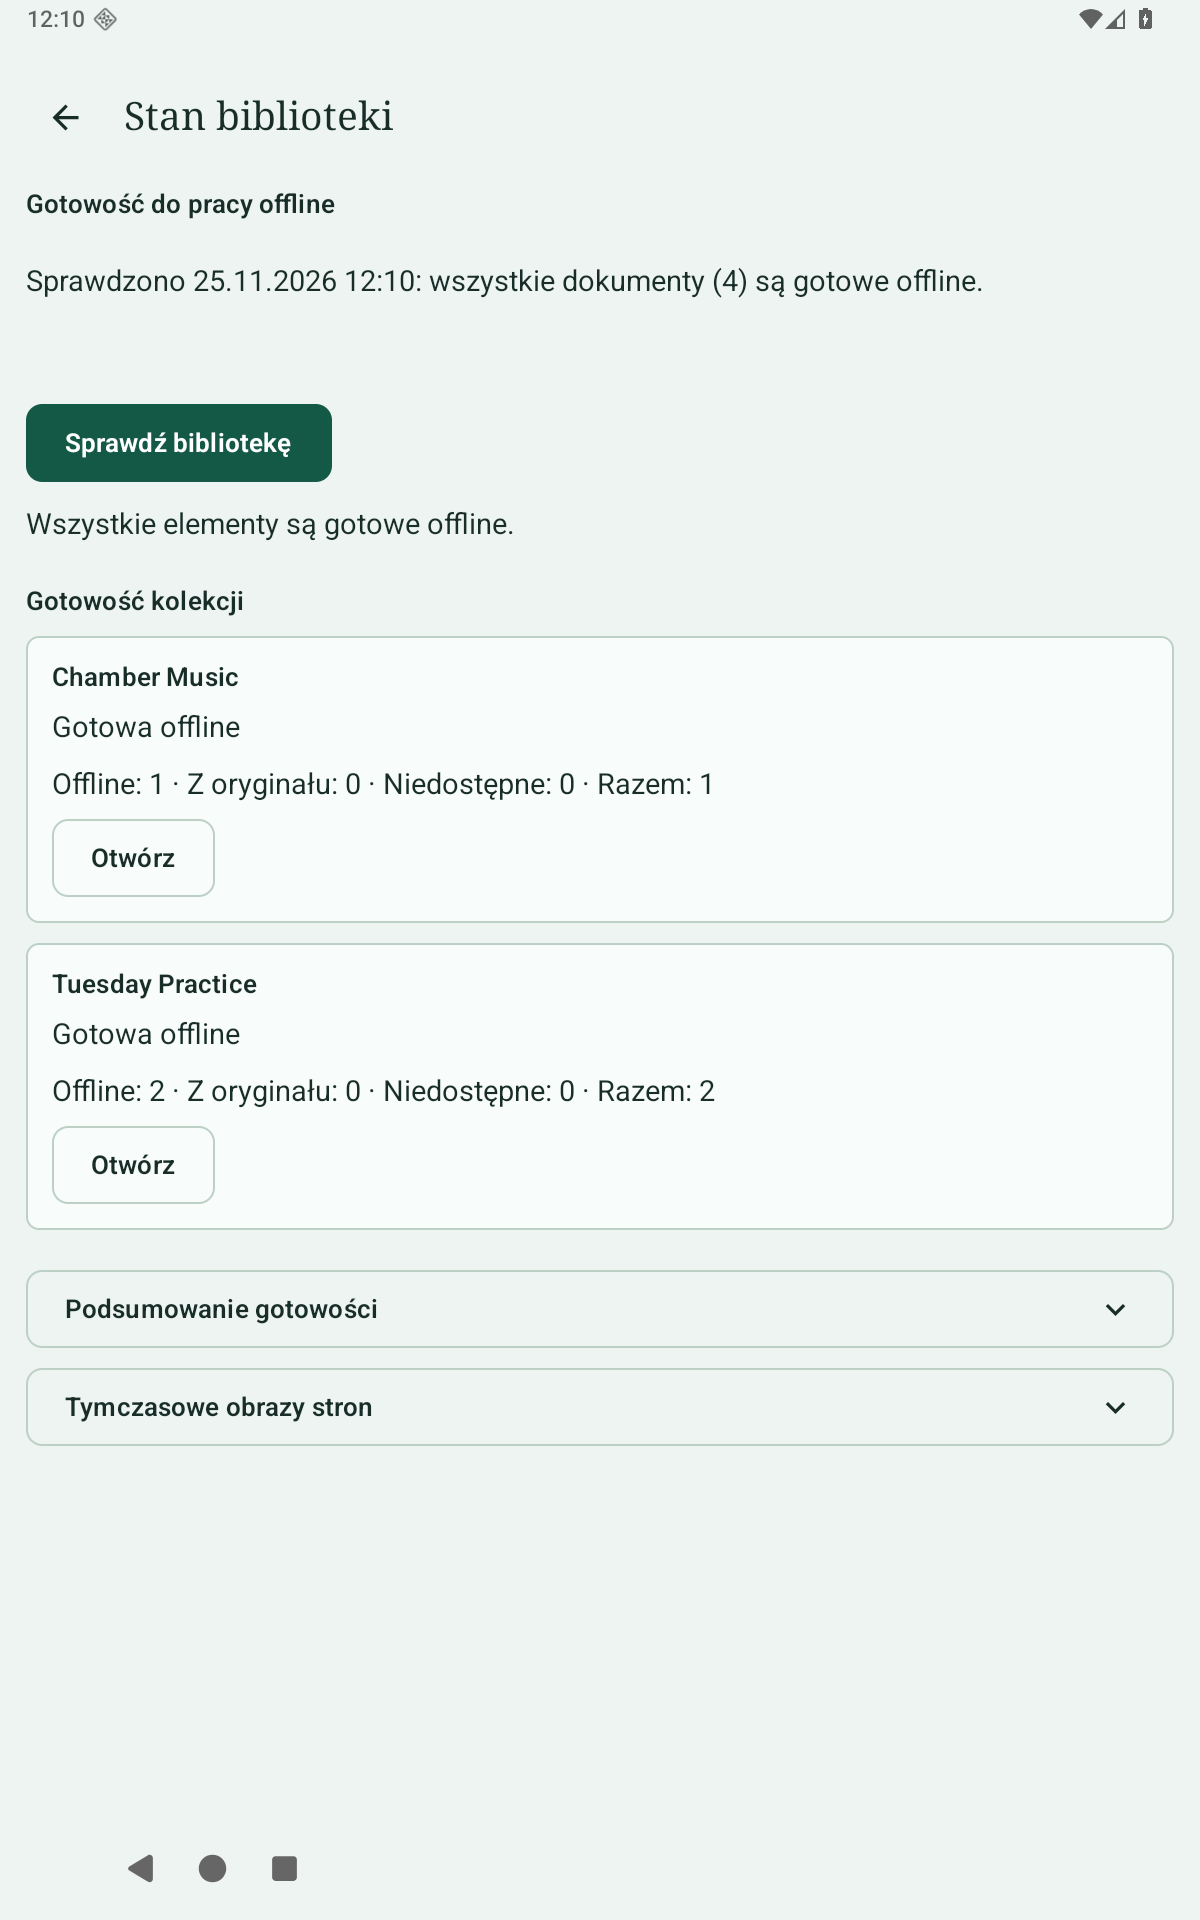 12:10
Stan biblioteki
Gotowość do pracy offline
Sprawdzono 25.11.2026 12:10: wszystkie dokumenty (4) są gotowe offline.
Sprawdź bibliotekę
Wszystkie elementy są gotowe offline.
Gotowość kolekcji
Chamber Music
Gotowa offline
Offline: 1 · Z oryginału: 0 · Niedostępne: 0 · Razem: 1
Otwórz
Tuesday Practice
Gotowa offline
Offline: 2 · Z oryginału: 0 · Niedostępne: 0 · Razem: 2
Otwórz
Podsumowanie gotowości
Tymczasowe obrazy stron